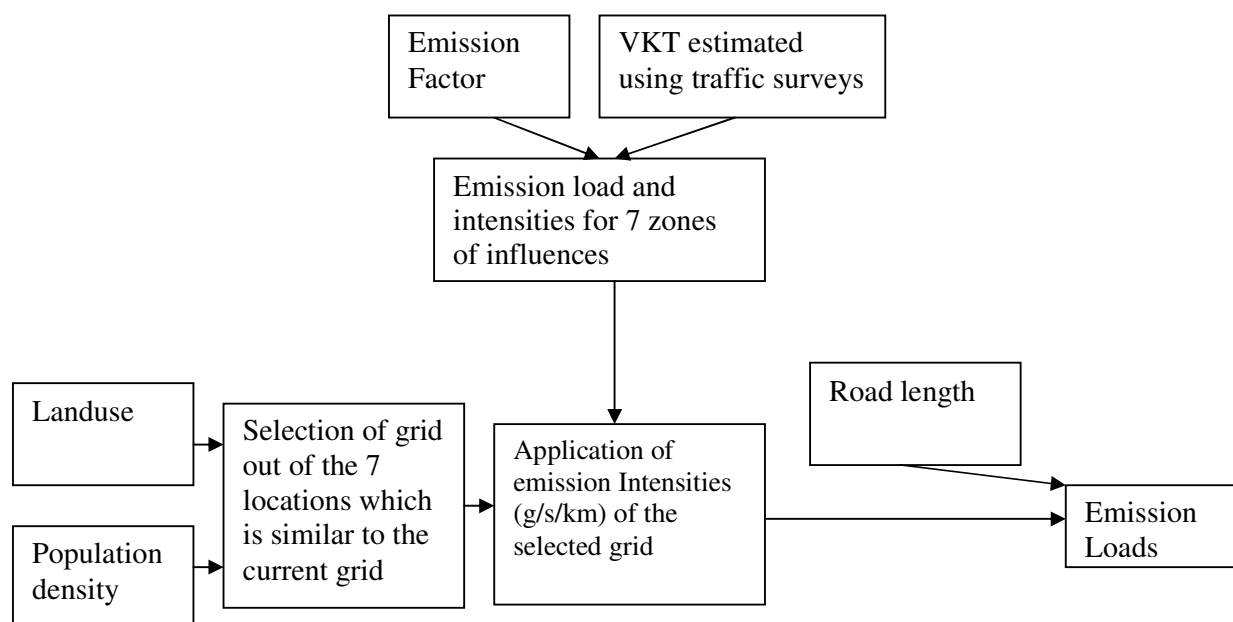 Emission
Factor
VKT estimated
using traffic surveys
Emission load and
intensities for 7 zones
of influences
Road length
Landuse
Selection of grid
out of the 7
locations which
is similar to the
current grid
Application of
emission Intensities
(g/s/km) of the
selected grid
Emission
Loads
Population
density